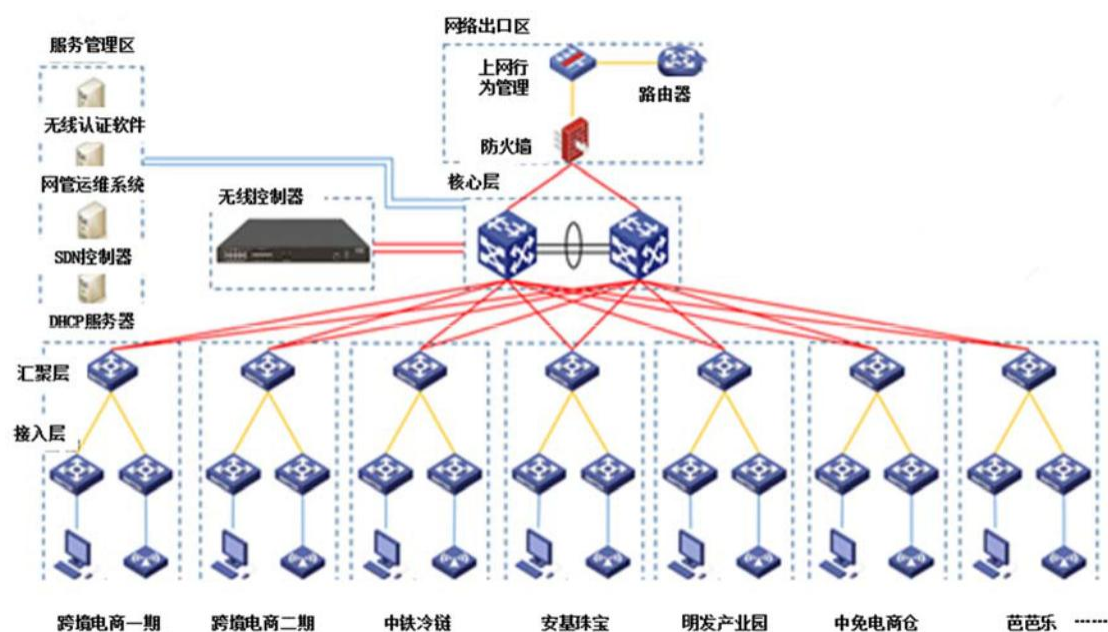 网络出口区
服务管理区
上网行
为管理
路由器
无线认证软件
防火墙
网管运维系统
核心层
无线控制器
SDN控制器
DHCP服务器
汇聚层
接入层
跨境电商一期
跨境电商二期
中铁冷链
安基珠宝
明发产业园
中免电商仓
芭芭乐
······